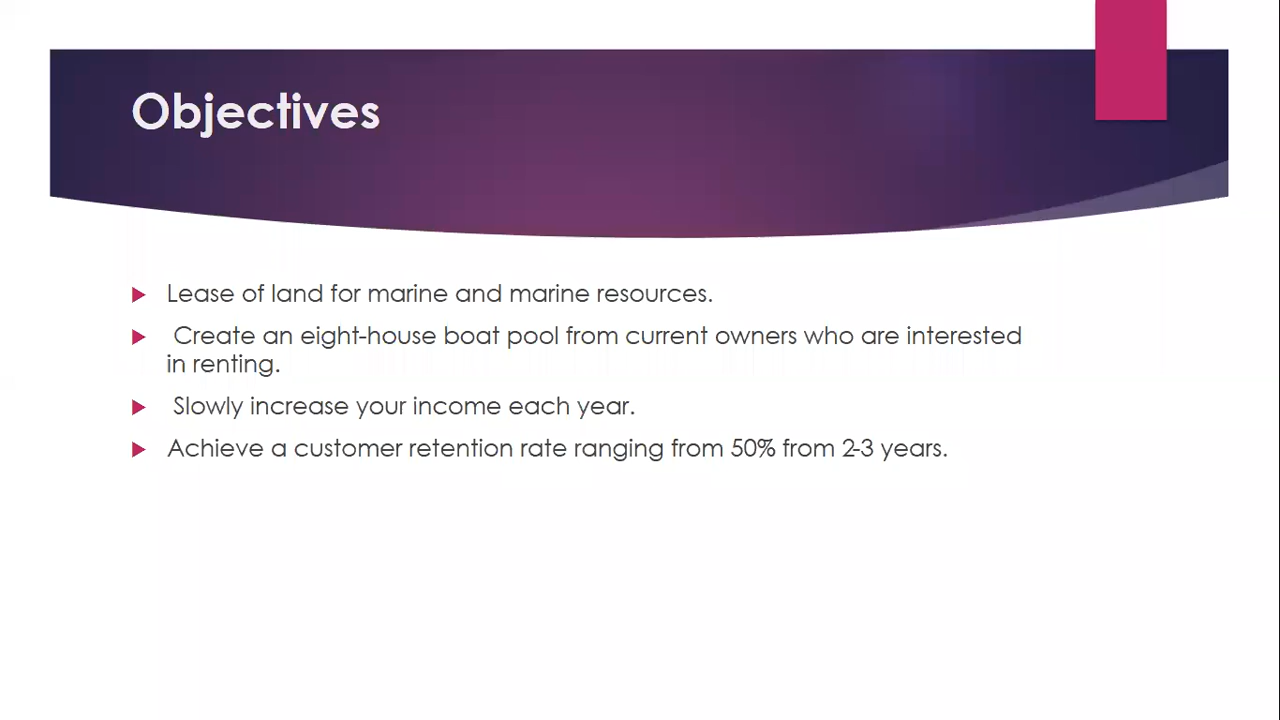 Objectives
Lease of land for marine and marine resources.
Create an eight-house boat pool from current owners who are interested
in renting.
Slowly increase your income each year.
Achieve a customer retention rate ranging from 50% from 2-3 years.